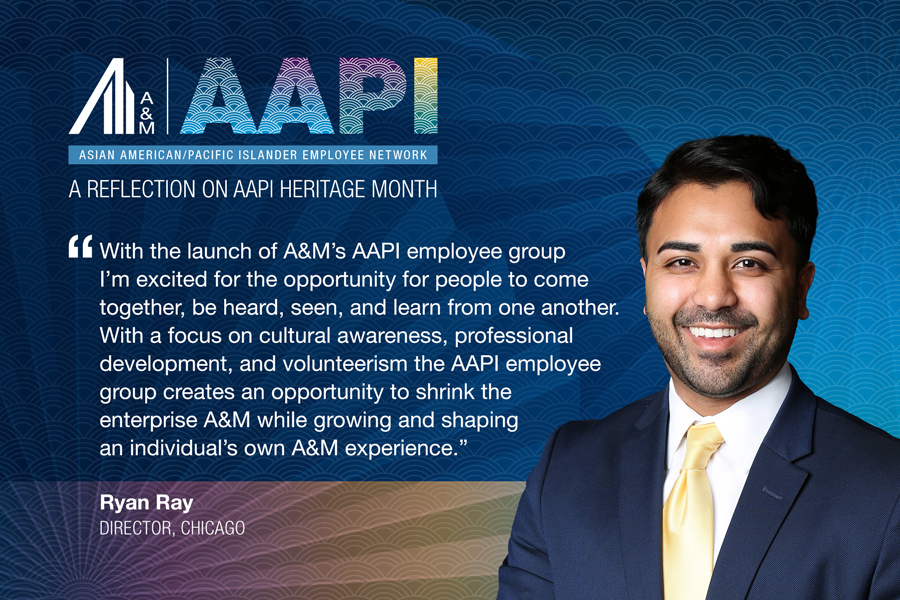 A
&
M
AAPI
ASIAN AMERICAN/PACIFIC ISLANDER EMPLOYEE NETWORK
A REFLECTION ON AAPI HERITAGE MONTH
“With the launch of A&M’s AAPI employee group
I’m excited for the opportunity for people to come
together, be heard, seen, and learn from one another.
With a focus on cultural awareness, professional
development, and volunteerism the AAPI employee
group creates an opportunity to shrink the
enterprise A&M while growing and shaping
an individual’s own A&M experience.”
Ryan Ray
DIRECTOR, CHICAGO